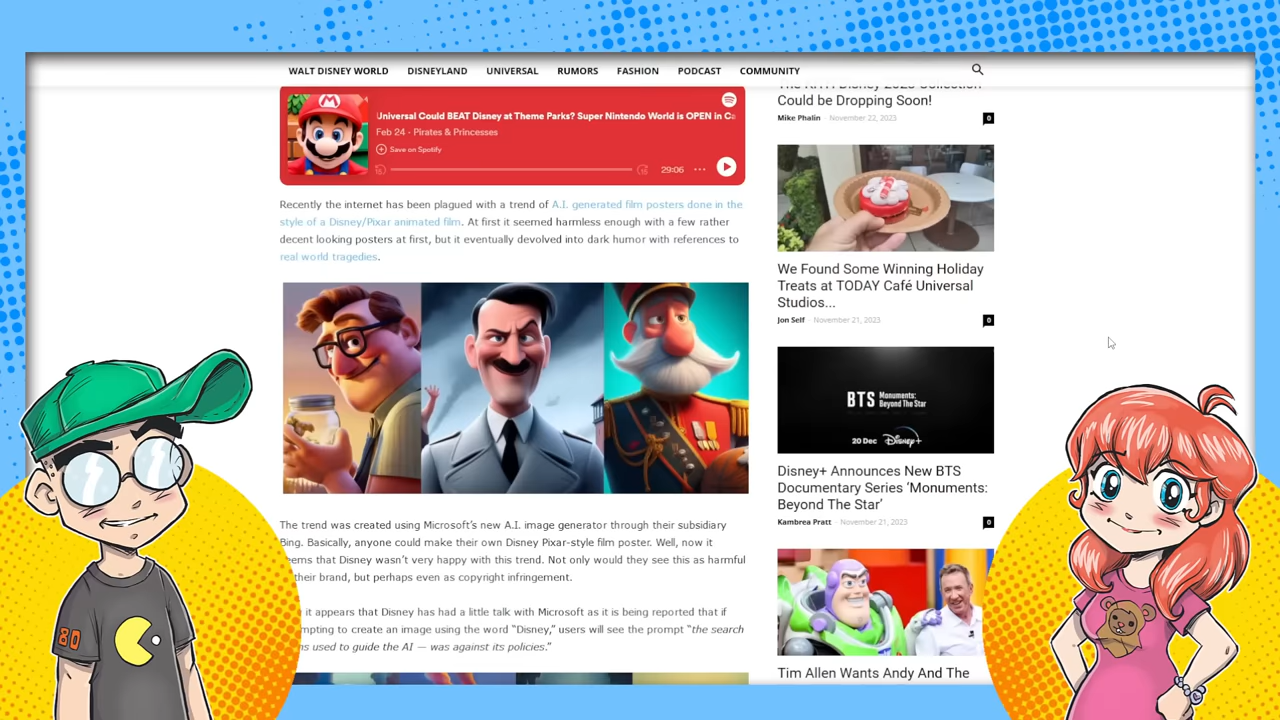 WALT DISNEY WORLD DISNEYLAND UNIVERSAL RUMORS FASHION PODCAST COMMUNITY
Universal Could BEAT Disney at Theme Parks? Super Nintendo World is OPEN in Ca
Feb 24 · Pirates & Princesses
Save on Spotify
15 15 29:06
Recently the internet has been plagued with a trend of A.I. generated film posters done in the
style of a Disney/Pixar animated film. At first it seemed harmless enough with a few rather
decent looking posters at first, but it eventually devolved into dark humor with references to
real world tragedies.
The trend was created using Microsoft's new A.I. image generator through their subsidiary
Bing. Basically, anyone could make their own Disney Pixar-style film poster. Well, now it
ems that Disney wasn't very happy with this trend. Not only would they see this as harmful
their brand, but perhaps even as copyright infringement.
it appears that Disney has had a little talk with Microsoft as it is being reported that if
mpting to create an image using the word "Disney," users will see the prompt "the search
ns used to guide the AI — was against its policies."
Could be Dropping Soon!
Mike Phalin - November 22, 2023 0
We Found Some Winning Holiday
Treats at TODAY Café Universal
Studios...
Jon Self - November 21, 2023 0
BTS Monuments:
Beyond The Star
20 Dec Disney+
Disney+ Announces New BTS
Documentary Series 'Monuments:
Beyond The Star'
Kambrea Pratt - November 21, 2023 0
Tim Allen Wants Andy And The
80